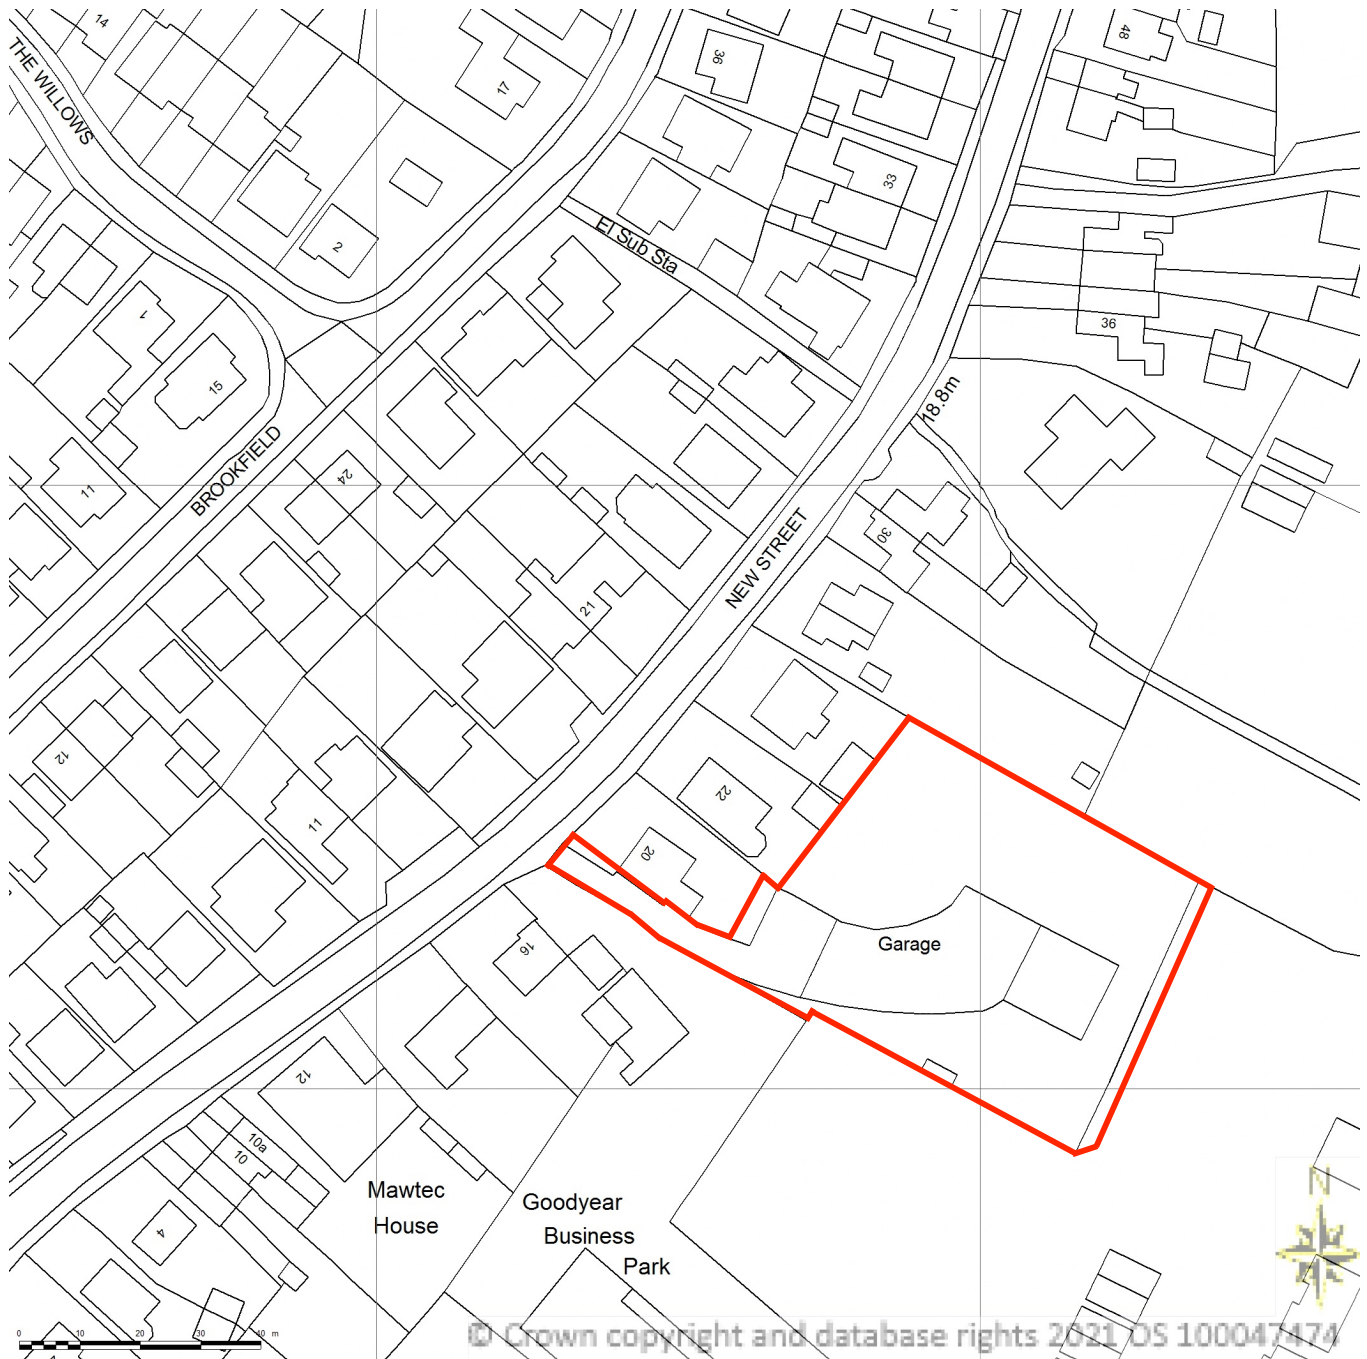 14
THE WILLOWS
17
36
48
33
2
El Sub Sta
1
15
36
18.8m
BROOKFIELD
24
11
NEW STREET
30
21
12
22
11
20
16
Garage
12
10a
10
4
Mawtec
House
Goodyear
Business
Park
N
0 10 20 30 40 m
© Crown copyright and database rights 2021 OS 100047474